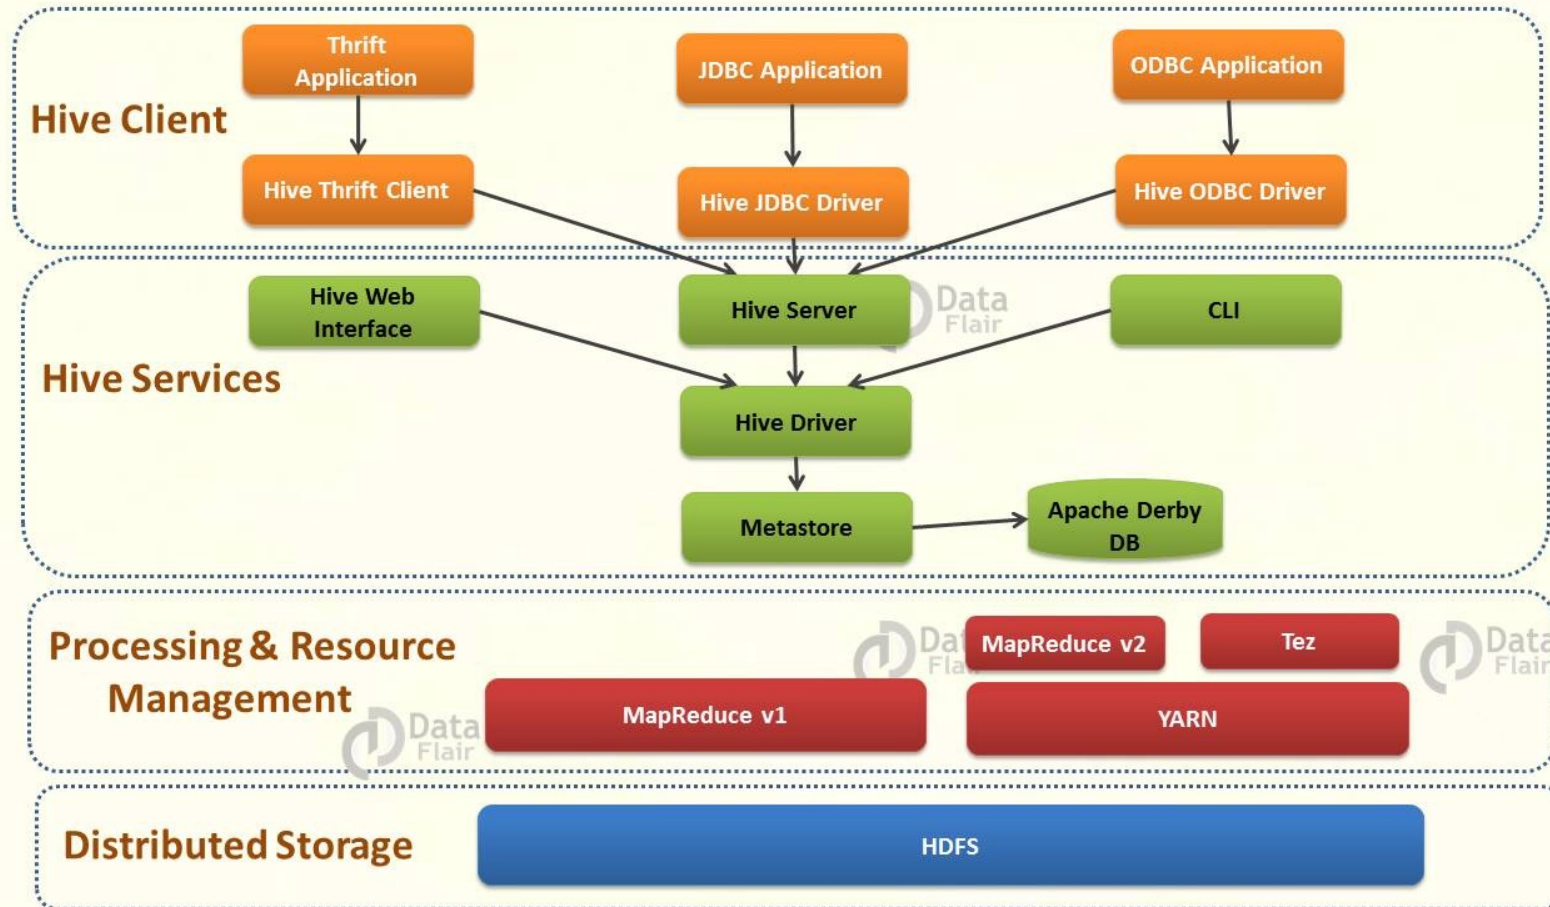 Thrift
Application
JDBC Application
ODBC Application
Hive Client
Hive Thrift Client
Hive JDBC Driver
Hive ODBC Driver
Hive Web
Interface
Hive Server
Data
Flair
CLI
Hive Services
Hive Driver
Metastore
Apache Derby
DB
Processing & Resource
Management
Data
Flair
MapReduce v2
Tez
Data
Flair
MapReduce v1
YARN
Data
Flair
Distributed Storage
HDFS